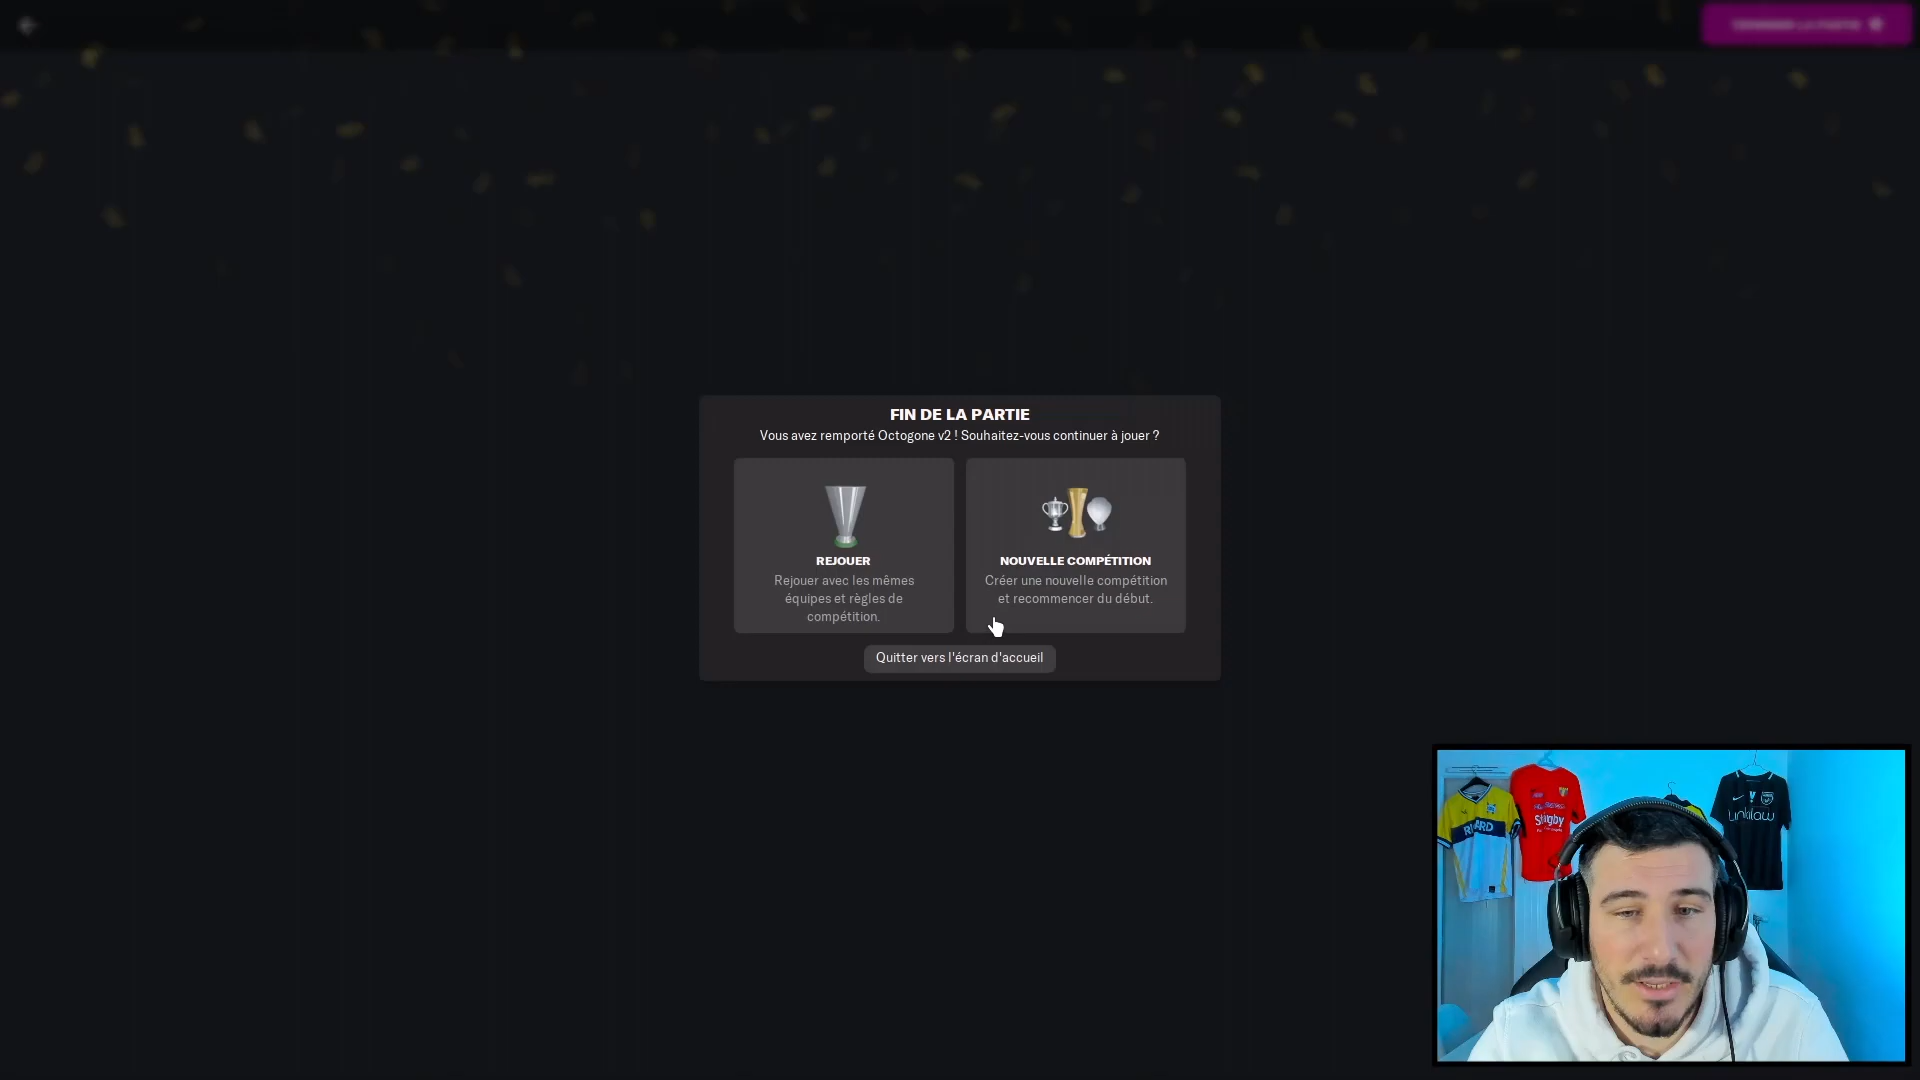 FIN DE LA PARTIE
Vous avez remporté Octogone v2 ! Souhaitez-vous continuer à jouer ?
REJOUER
Rejouer avec les mêmes
équipes et règles de
compétition.
NOUVELLE COMPÉTITION
Créer une nouvelle compétition
et recommencer du début.
Quitter vers l'écran d'accueil
Linkilaw